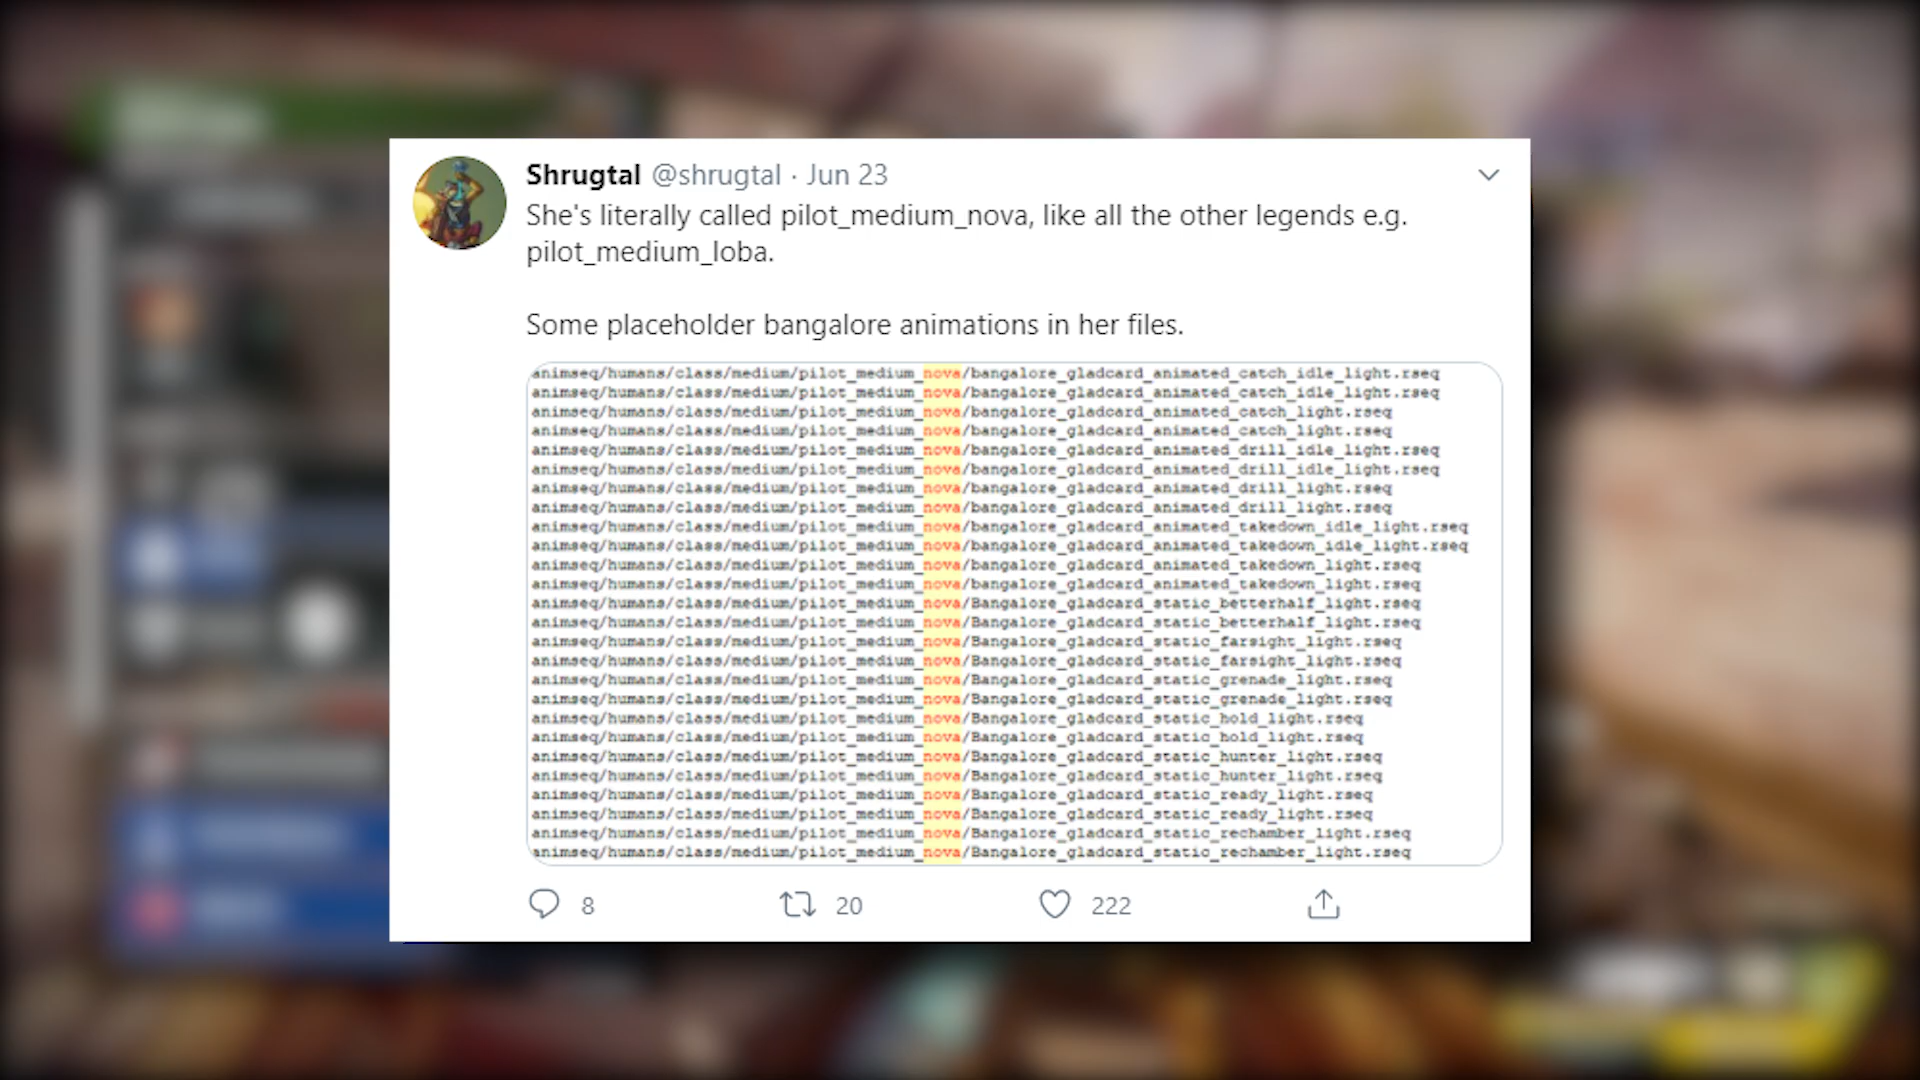 Shrugtal @shrugtal · Jun 23
She's literally called pilot_medium_nova, like all the other legends e.g.
pilot_medium_loba.
Some placeholder bangalore animations in her files.
animseq/humans/class/medium/pilot_medium_nova/bangalore_gladcard_animated_catch_idle_light.rseq
animseq/humans/class/medium/pilot_medium_nova/bangalore_gladcard_animated_catch_idle_light.rseq
animseq/humans/class/medium/pilot_medium_nova/bangalore_gladcard_animated_catch_light.rseq
animseq/humans/class/medium/pilot_medium_nova/bangalore_gladcard_animated_catch_light.rseq
animseq/humans/class/medium/pilot_medium_nova/bangalore_gladcard_animated_drill_idle_light.rseq
animseq/humans/class/medium/pilot_medium_nova/bangalore_gladcard_animated_drill_idle_light.rseq
animseq/humans/class/medium/pilot_medium_nova/bangalore_gladcard_animated_drill_light.rseq
animseq/humans/class/medium/pilot_medium_nova/bangalore_gladcard_animated_drill_light.rseq
animseq/humans/class/medium/pilot_medium_nova/bangalore_gladcard_animated_takedown_idle_light.rseq
animseq/humans/class/medium/pilot_medium_nova/bangalore_gladcard_animated_takedown_idle_light.rseq
animseq/humans/class/medium/pilot_medium_nova/bangalore_gladcard_animated_takedown_light.rseq
animseq/humans/class/medium/pilot_medium_nova/bangalore_gladcard_animated_takedown_light.rseq
animseq/humans/class/medium/pilot_medium_nova/Bangalore_gladcard_static_betterhalf_light.rseq
animseq/humans/class/medium/pilot_medium_nova/Bangalore_gladcard_static_betterhalf_light.rseq
animseq/humans/class/medium/pilot_medium_nova/Bangalore_gladcard_static_farsight_light.rseq
animseq/humans/class/medium/pilot_medium_nova/Bangalore_gladcard_static_farsight_light.rseq
animseq/humans/class/medium/pilot_medium_nova/Bangalore_gladcard_static_grenade_light.rseq
animseq/humans/class/medium/pilot_medium_nova/Bangalore_gladcard_static_grenade_light.rseq
animseq/humans/class/medium/pilot_medium_nova/Bangalore_gladcard_static_hold_light.rseq
animseq/humans/class/medium/pilot_medium_nova/Bangalore_gladcard_static_hold_light.rseq
animseq/humans/class/medium/pilot_medium_nova/Bangalore_gladcard_static_hunter_light.rseq
animseq/humans/class/medium/pilot_medium_nova/Bangalore_gladcard_static_hunter_light.rseq
animseq/humans/class/medium/pilot_medium_nova/Bangalore_gladcard_static_ready_light.rseq
animseq/humans/class/medium/pilot_medium_nova/Bangalore_gladcard_static_ready_light.rseq
animseq/humans/class/medium/pilot_medium_nova/Bangalore_gladcard_static_rechamber_light.rseq
animseq/humans/class/medium/pilot_medium_nova/Bangalore_gladcard_static_rechamber_light.rseq
8 20 222